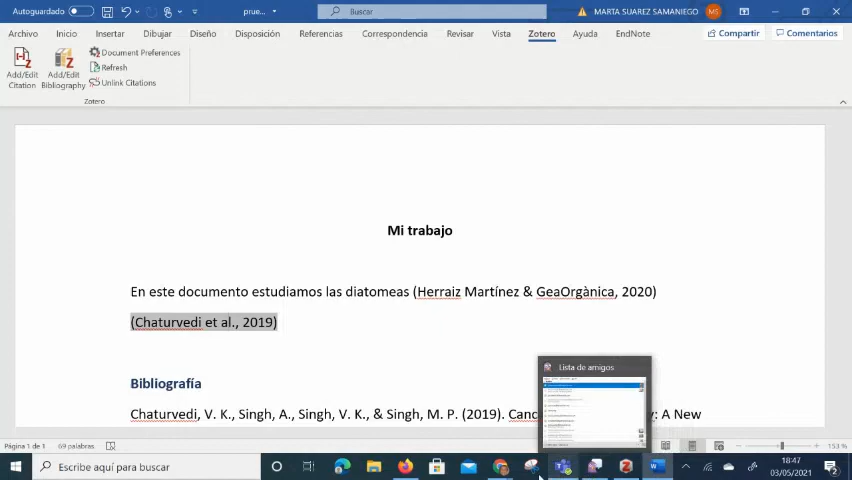 Autoguardado
prue...
Buscar
MARTA SUAREZ SAMANIEGO
MS
Archivo Inicio Insertar Dibujar Diseño Disposición Referencias Correspondencia Revisar Vista Zotero Ayuda EndNote Compartir Comentarios
Add/Edit Citation
Add/Edit Bibliography
Document Preferences
Refresh
Unlink Citations
Zotero
Mi trabajo
En este documento estudiamos las diatomeas (Herraiz Martínez & GeaOrgànica, 2020)
(Chaturvedi et al., 2019)
Bibliografía
Chaturvedi, V. K., Singh, A., Singh, V. K., & Singh, M. P. (2019). Canc
y: A New
Lista de amigos
Página 1 de 1 69 palabras
153 %
Escribe aquí para buscar
18:47
03/05/2021
2